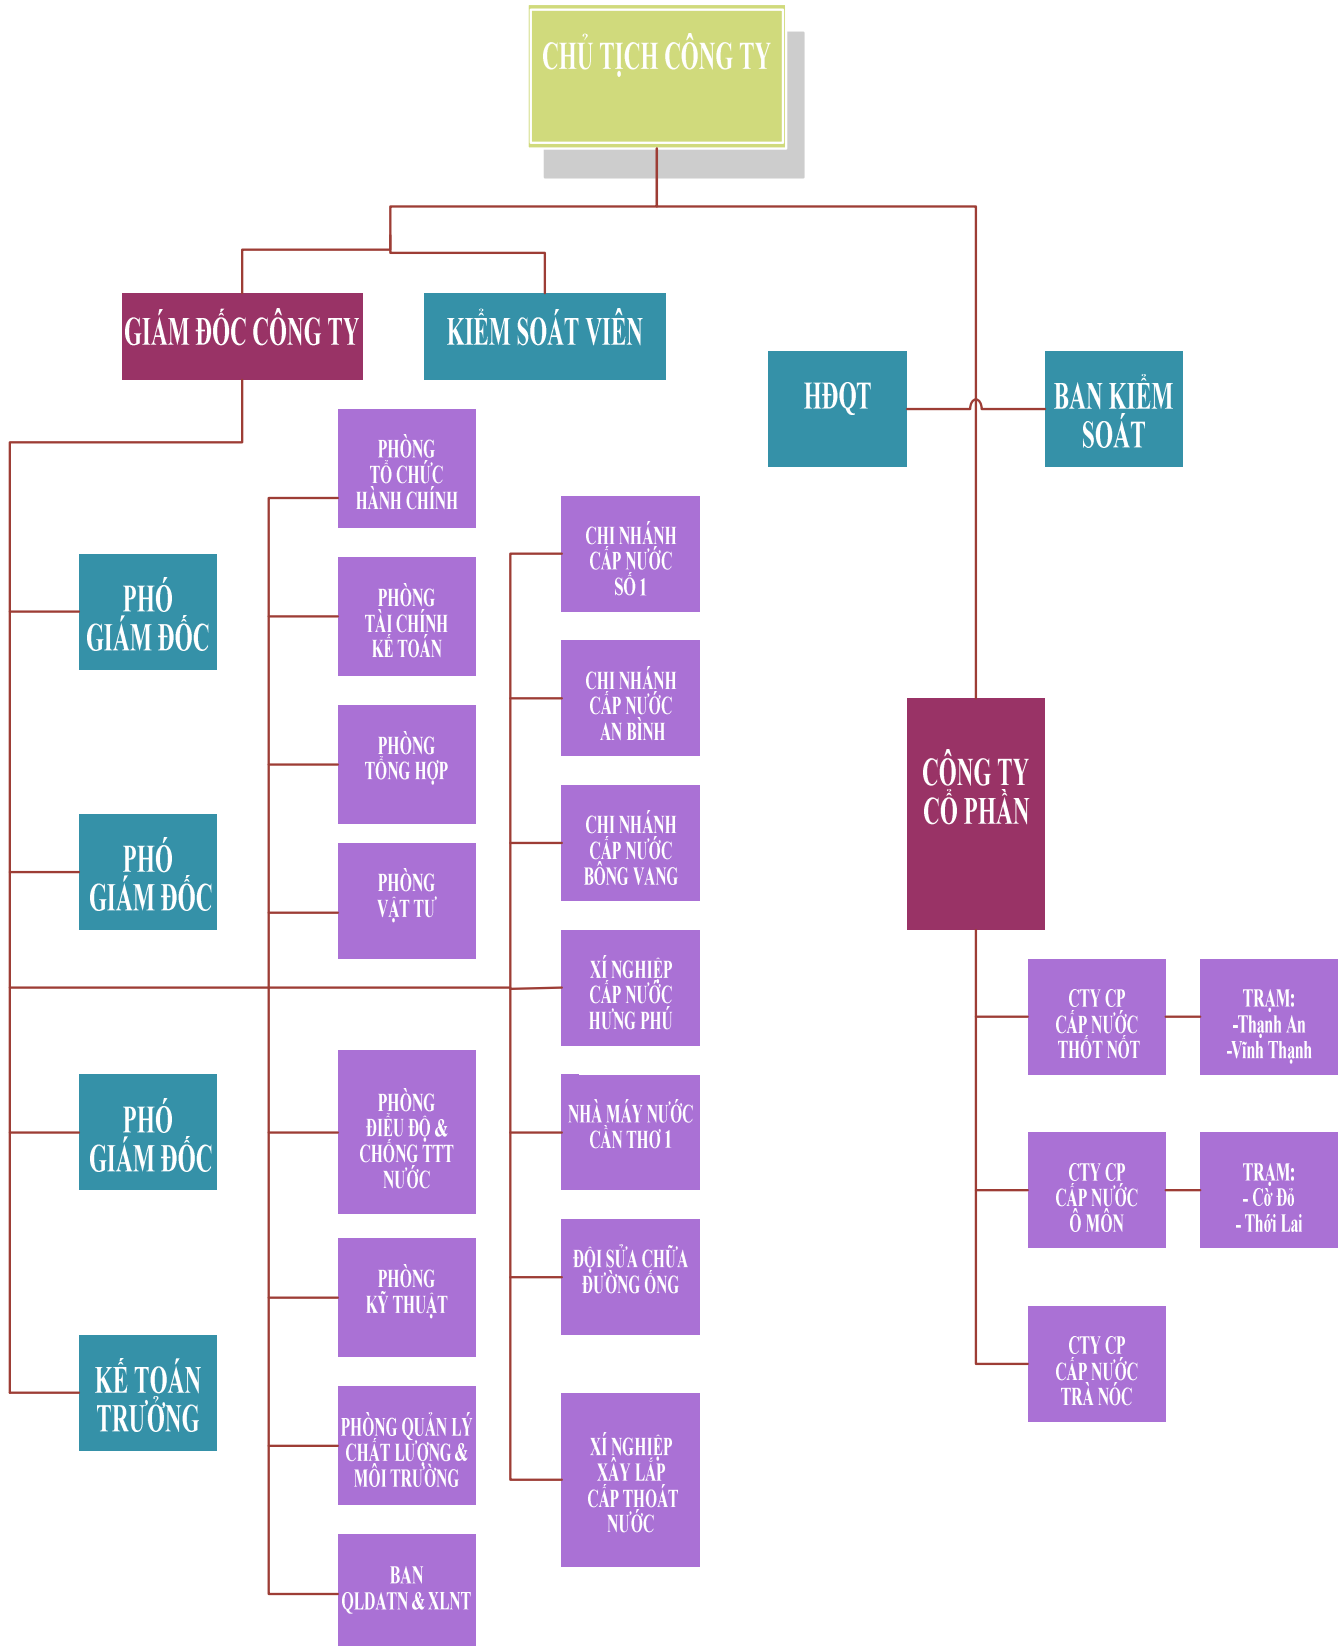 CHỦ TỊCH CÔNG TY
GIÁM ĐỐC CÔNG TY
KIỂM SOÁT VIÊN
HĐQT
BAN KIỂM
SOÁT
PHÓ
GIÁM ĐỐC
PHÓ
GIÁM ĐỐC
PHÓ
GIÁM ĐỐC
KẾ TOÁN
TRƯỞNG
PHÒNG
TỔ CHỨC
HÀNH CHÍNH
PHÒNG
TÀI CHÍNH
KẾ TOÁN
PHÒNG
TỔNG HỢP
PHÒNG
VẬT TƯ
PHÒNG
ĐIỀU ĐỘ &
CHỐNG TTT
NƯỚC
PHÒNG
KỸ THUẬT
PHÒNG QUẢN LÝ
CHẤT LƯỢNG &
MÔI TRƯỜNG
BAN
QLDATN & XLNT
CHI NHÁNH
CẤP NƯỚC
SỐ 1
CHI NHÁNH
CẤP NƯỚC
AN BÌNH
CHI NHÁNH
CẤP NƯỚC
BÔNG VANG
XÍ NGHIỆP
CẤP NƯỚC
HƯNG PHÚ
NHÀ MÁY NƯỚC
CẦN THƠ 1
ĐỘI SỬA CHỮA
ĐƯỜNG ỐNG
XÍ NGHIỆP
XÂY LẮP
CẤP THOÁT
NƯỚC
CÔNG TY
CỔ PHẦN
CTY CP
CẤP NƯỚC
THỐT NỐT
TRẠM:
-Thạnh An
-Vĩnh Thạnh
CTY CP
CẤP NƯỚC
Ô MÔN
TRẠM:
- Cờ Đỏ
- Thới Lai
CTY CP
CẤP NƯỚC
TRÀ NÓC